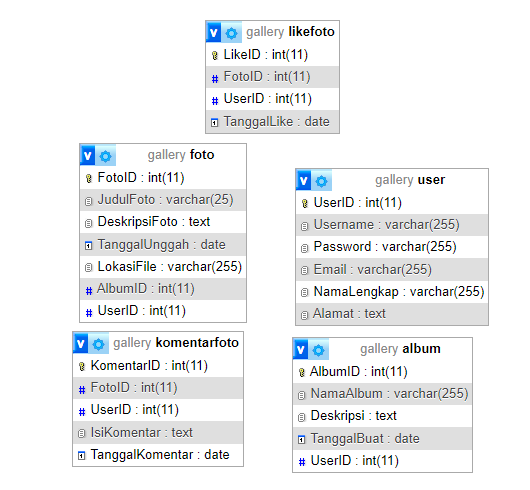 gallery likefoto
LikeID : int(11)
FotoID : int(11)
UserID : int(11)
TanggalLike : date
gallery foto
FotoID : int(11)
JudulFoto : varchar(25)
DeskripsiFoto : text
TanggalUnggah : date
LokasiFile : varchar(255)
AlbumID : int(11)
UserID : int(11)
gallery user
UserID : int(11)
Username : varchar(255)
Password : varchar(255)
Email : varchar(255)
NamaLengkap : varchar(255)
Alamat : text
gallery komentarfoto
KomentarID : int(11)
FotoID : int(11)
UserID : int(11)
IsiKomentar : text
TanggalKomentar : date
gallery album
AlbumID : int(11)
NamaAlbum : varchar(255)
Deskripsi : text
TanggalBuat : date
UserID : int(11)